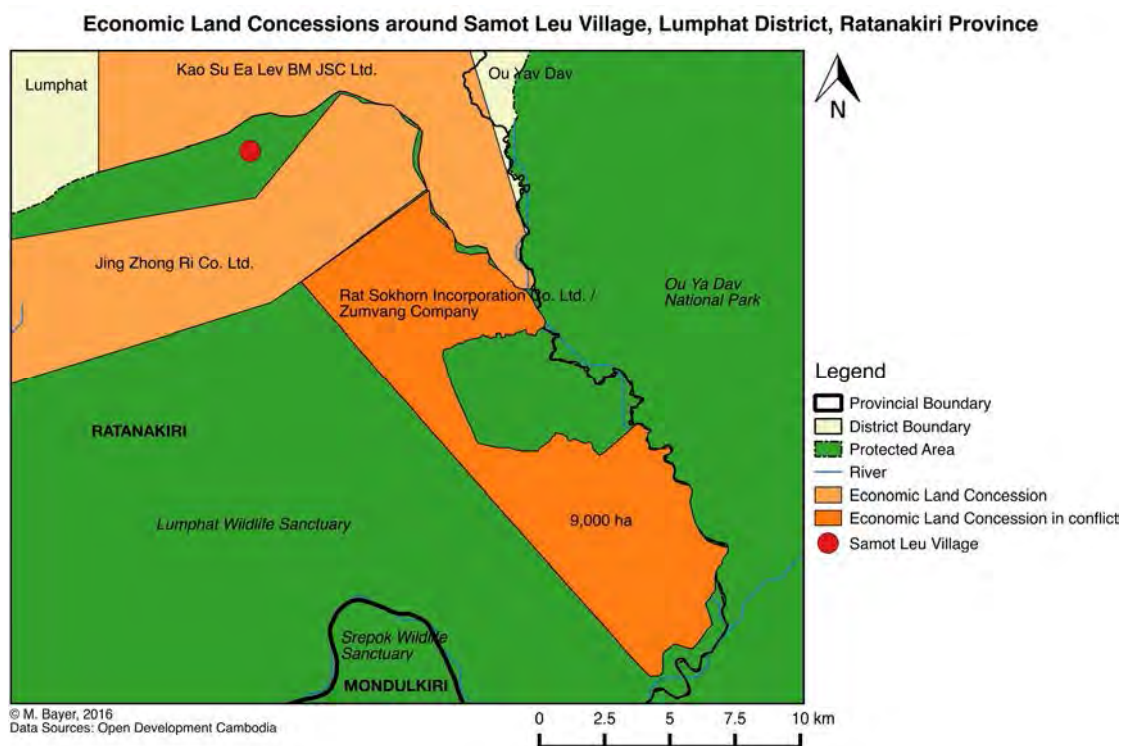 Economic Land Concessions around Samot Leu Village, Lumphat District, Ratanakiri Province
Kao Su Ea Lev BM JSC Ltd.
Ou Yav Dav
Lumphat
N
Jing Zhong Ri Co. Ltd.
Rat Sokhorn Incorporation Co. Ltd. /
Zumvang Company
Ou Ya Dav
National Park
RATANAKIRI
Lumphat Wildlife Sanctuary
9,000 ha
Srepok Wildlife
Sanctuary
MONDULKIRI
Legend
Provincial Boundary
District Boundary
Protected Area
River
Economic Land Concession
Economic Land Concession in conflict
Samot Leu Village
© M. Bayer, 2016
Data Sources: Open Development Cambodia
0 2.5 5 7.5 10 km